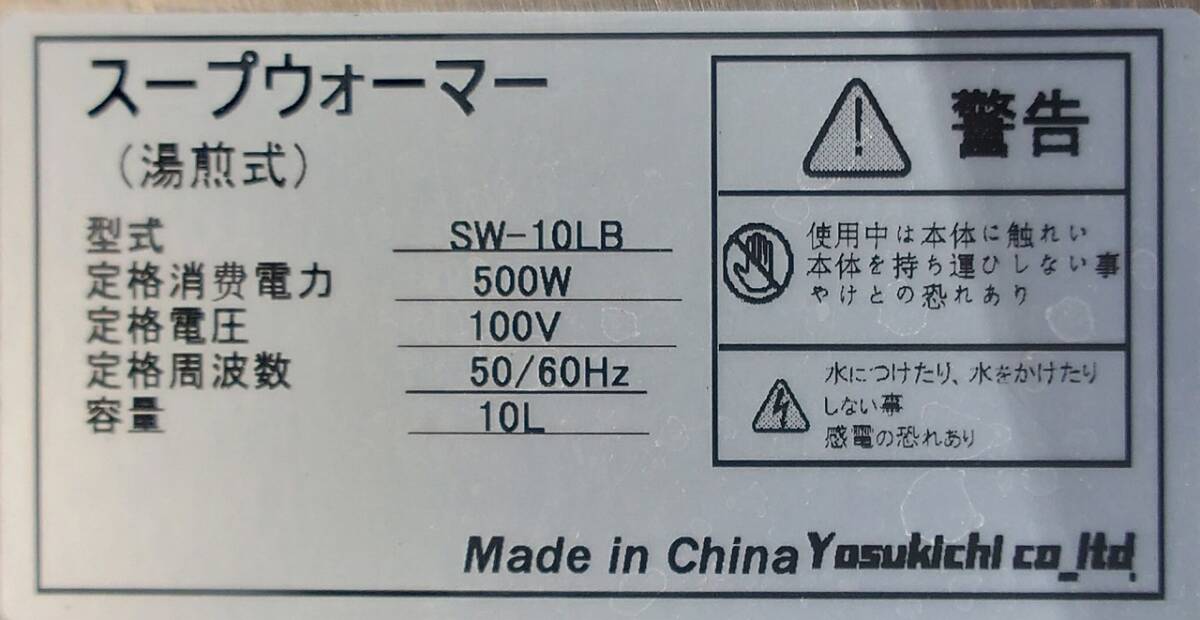 スープウォーマー
(湯煎式)
型式 SW-10LB
定格消費電力 500W
定格電圧 100V
定格周波数 50/60Hz
容量 10L
警告
使用中は本体に触れい
本体を持ち運ひしない事
やけとの恐れあり
水につけたり、水をかけたり
しない事
感電の恐れあり
Made in China Yosukichi co_ltd.